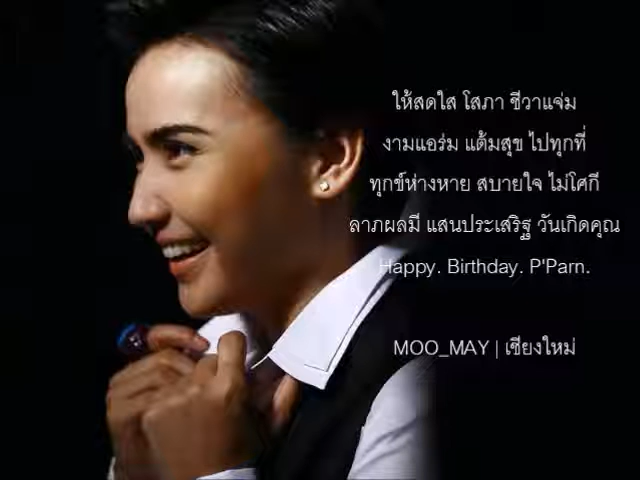 ให้สดใส โสภา ชีวาแจ่ม
งามแอร่ม แต้มสุข ไปทุกที่
ทุกข์ห่างหาย สบายใจ ไม่โศกี
ลาภผลมี แสนประเสริฐ วันเกิดคุณ
Happy. Birthday. P'Parn.
MOO_MAY | เชียงใหม่